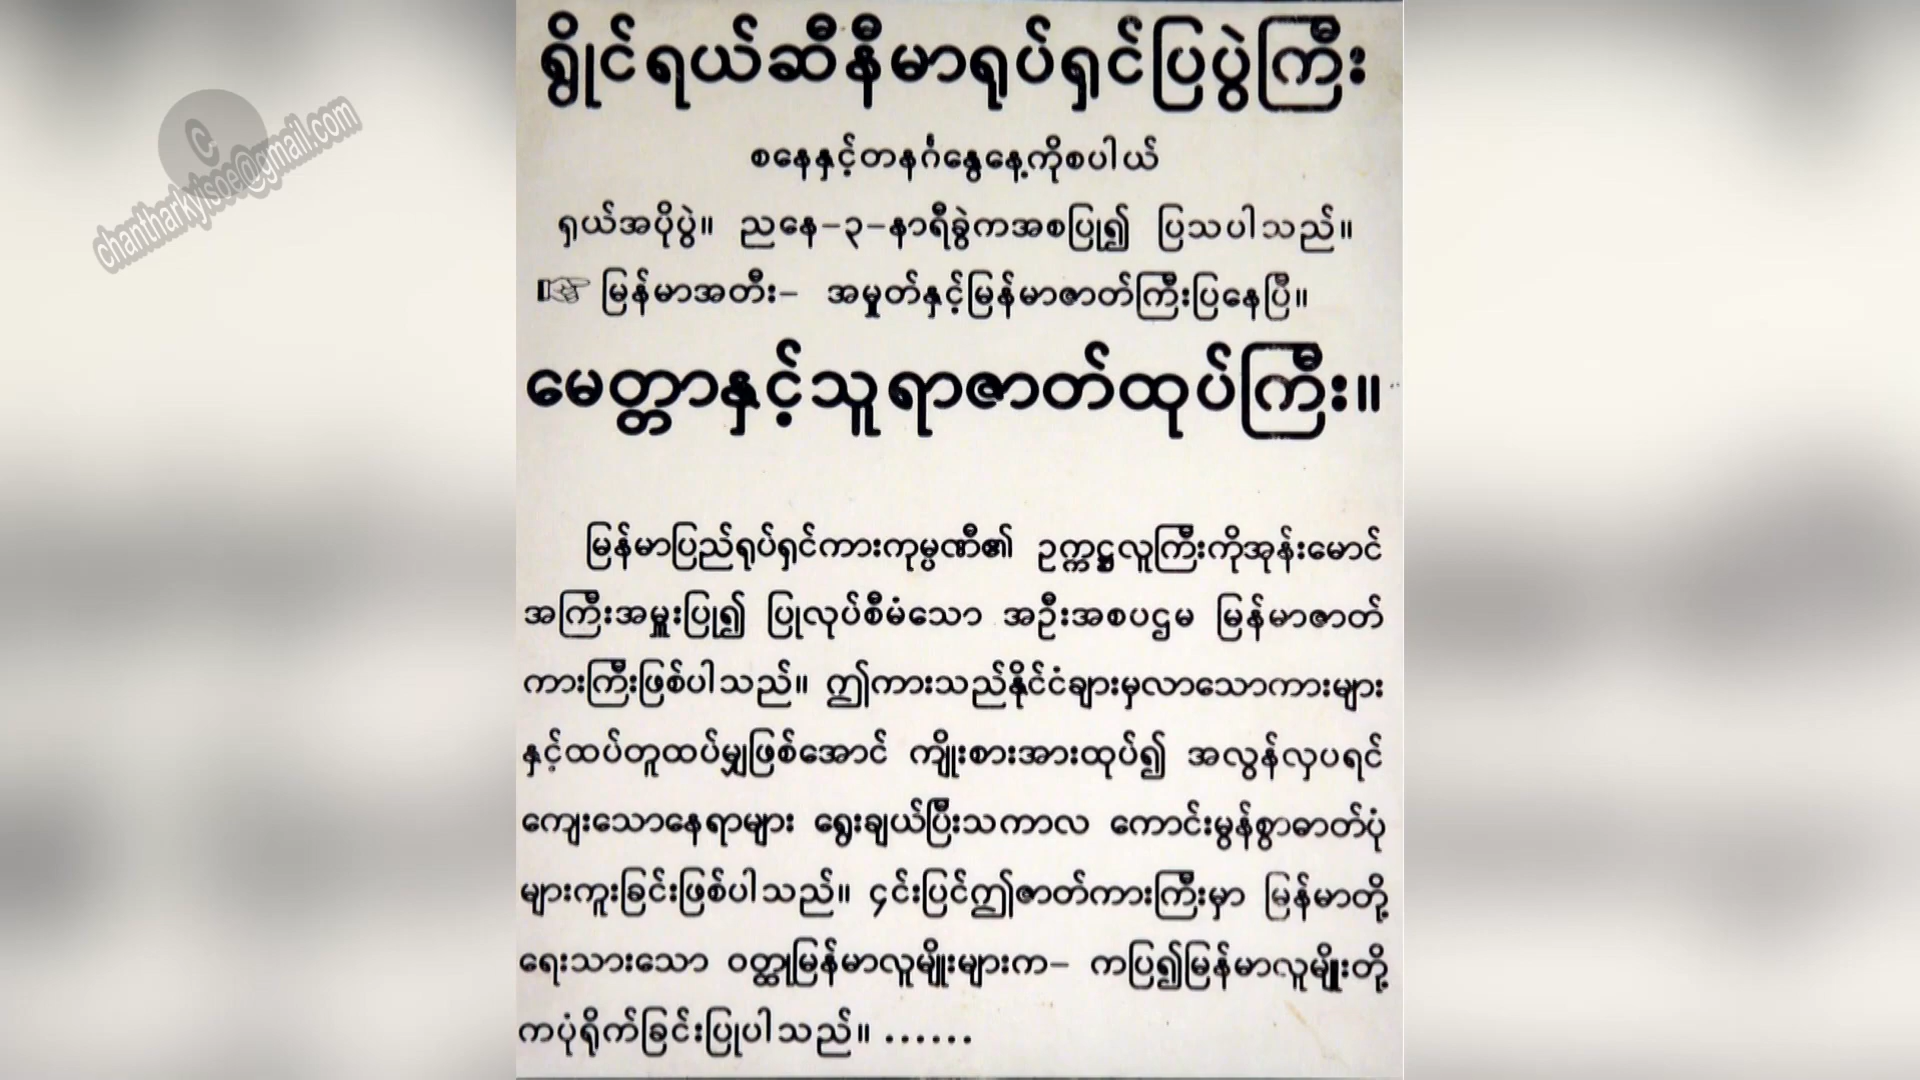 ရွိုင်ရယ်ဆီနီမာရုပ်ရှင်ပြပွဲကြီး
စနေနှင့်တနင်္ဂနွေနေ့ကိုစပါယ်
ရှယ်အပိုပွဲ။ ညနေ–၃–နာရီခွဲကအစပြု၍ ပြသပါသည်။
☞ မြန်မာအတီး– အမှုတ်နှင့်မြန်မာဇာတ်ကြီးပြနေပြီ။
မေတ္တာနှင့်သူရာဇာတ်ထုပ်ကြီး။
မြန်မာပြည်ရုပ်ရှင်ကားကုမ္ပဏီ၏ ဥက္ကဋ္ဌလူကြီးကိုအုန်းမောင်
အကြီးအမှူးပြု၍ ပြုလုပ်စီမံသော အဦးအစပဌမ မြန်မာဇာတ်
ကားကြီးဖြစ်ပါသည်။ ဤကားသည်နိုင်ငံချားမှလာသောကားများ
နှင့်ထပ်တူထပ်မျှဖြစ်အောင် ကျိုးစားအားထုပ်၍ အလွန်လှပရင်
ကျေးသောနေရာများ ရွေးချယ်ပြီးသကာလ ကောင်းမွန်စွာဓာတ်ပုံ
များကူးခြင်းဖြစ်ပါသည်။ ၄င်းပြင်ဤဇာတ်ကားကြီးမှာ မြန်မာတို့
ရေးသားသော ဝတ္ထုမြန်မာလူမျိုးများက– ကပြ၍မြန်မာလူမျိုးတို့
ကပုံရိုက်ခြင်းပြုပါသည်။ ......
chantharkyisoe@gmail.com
C